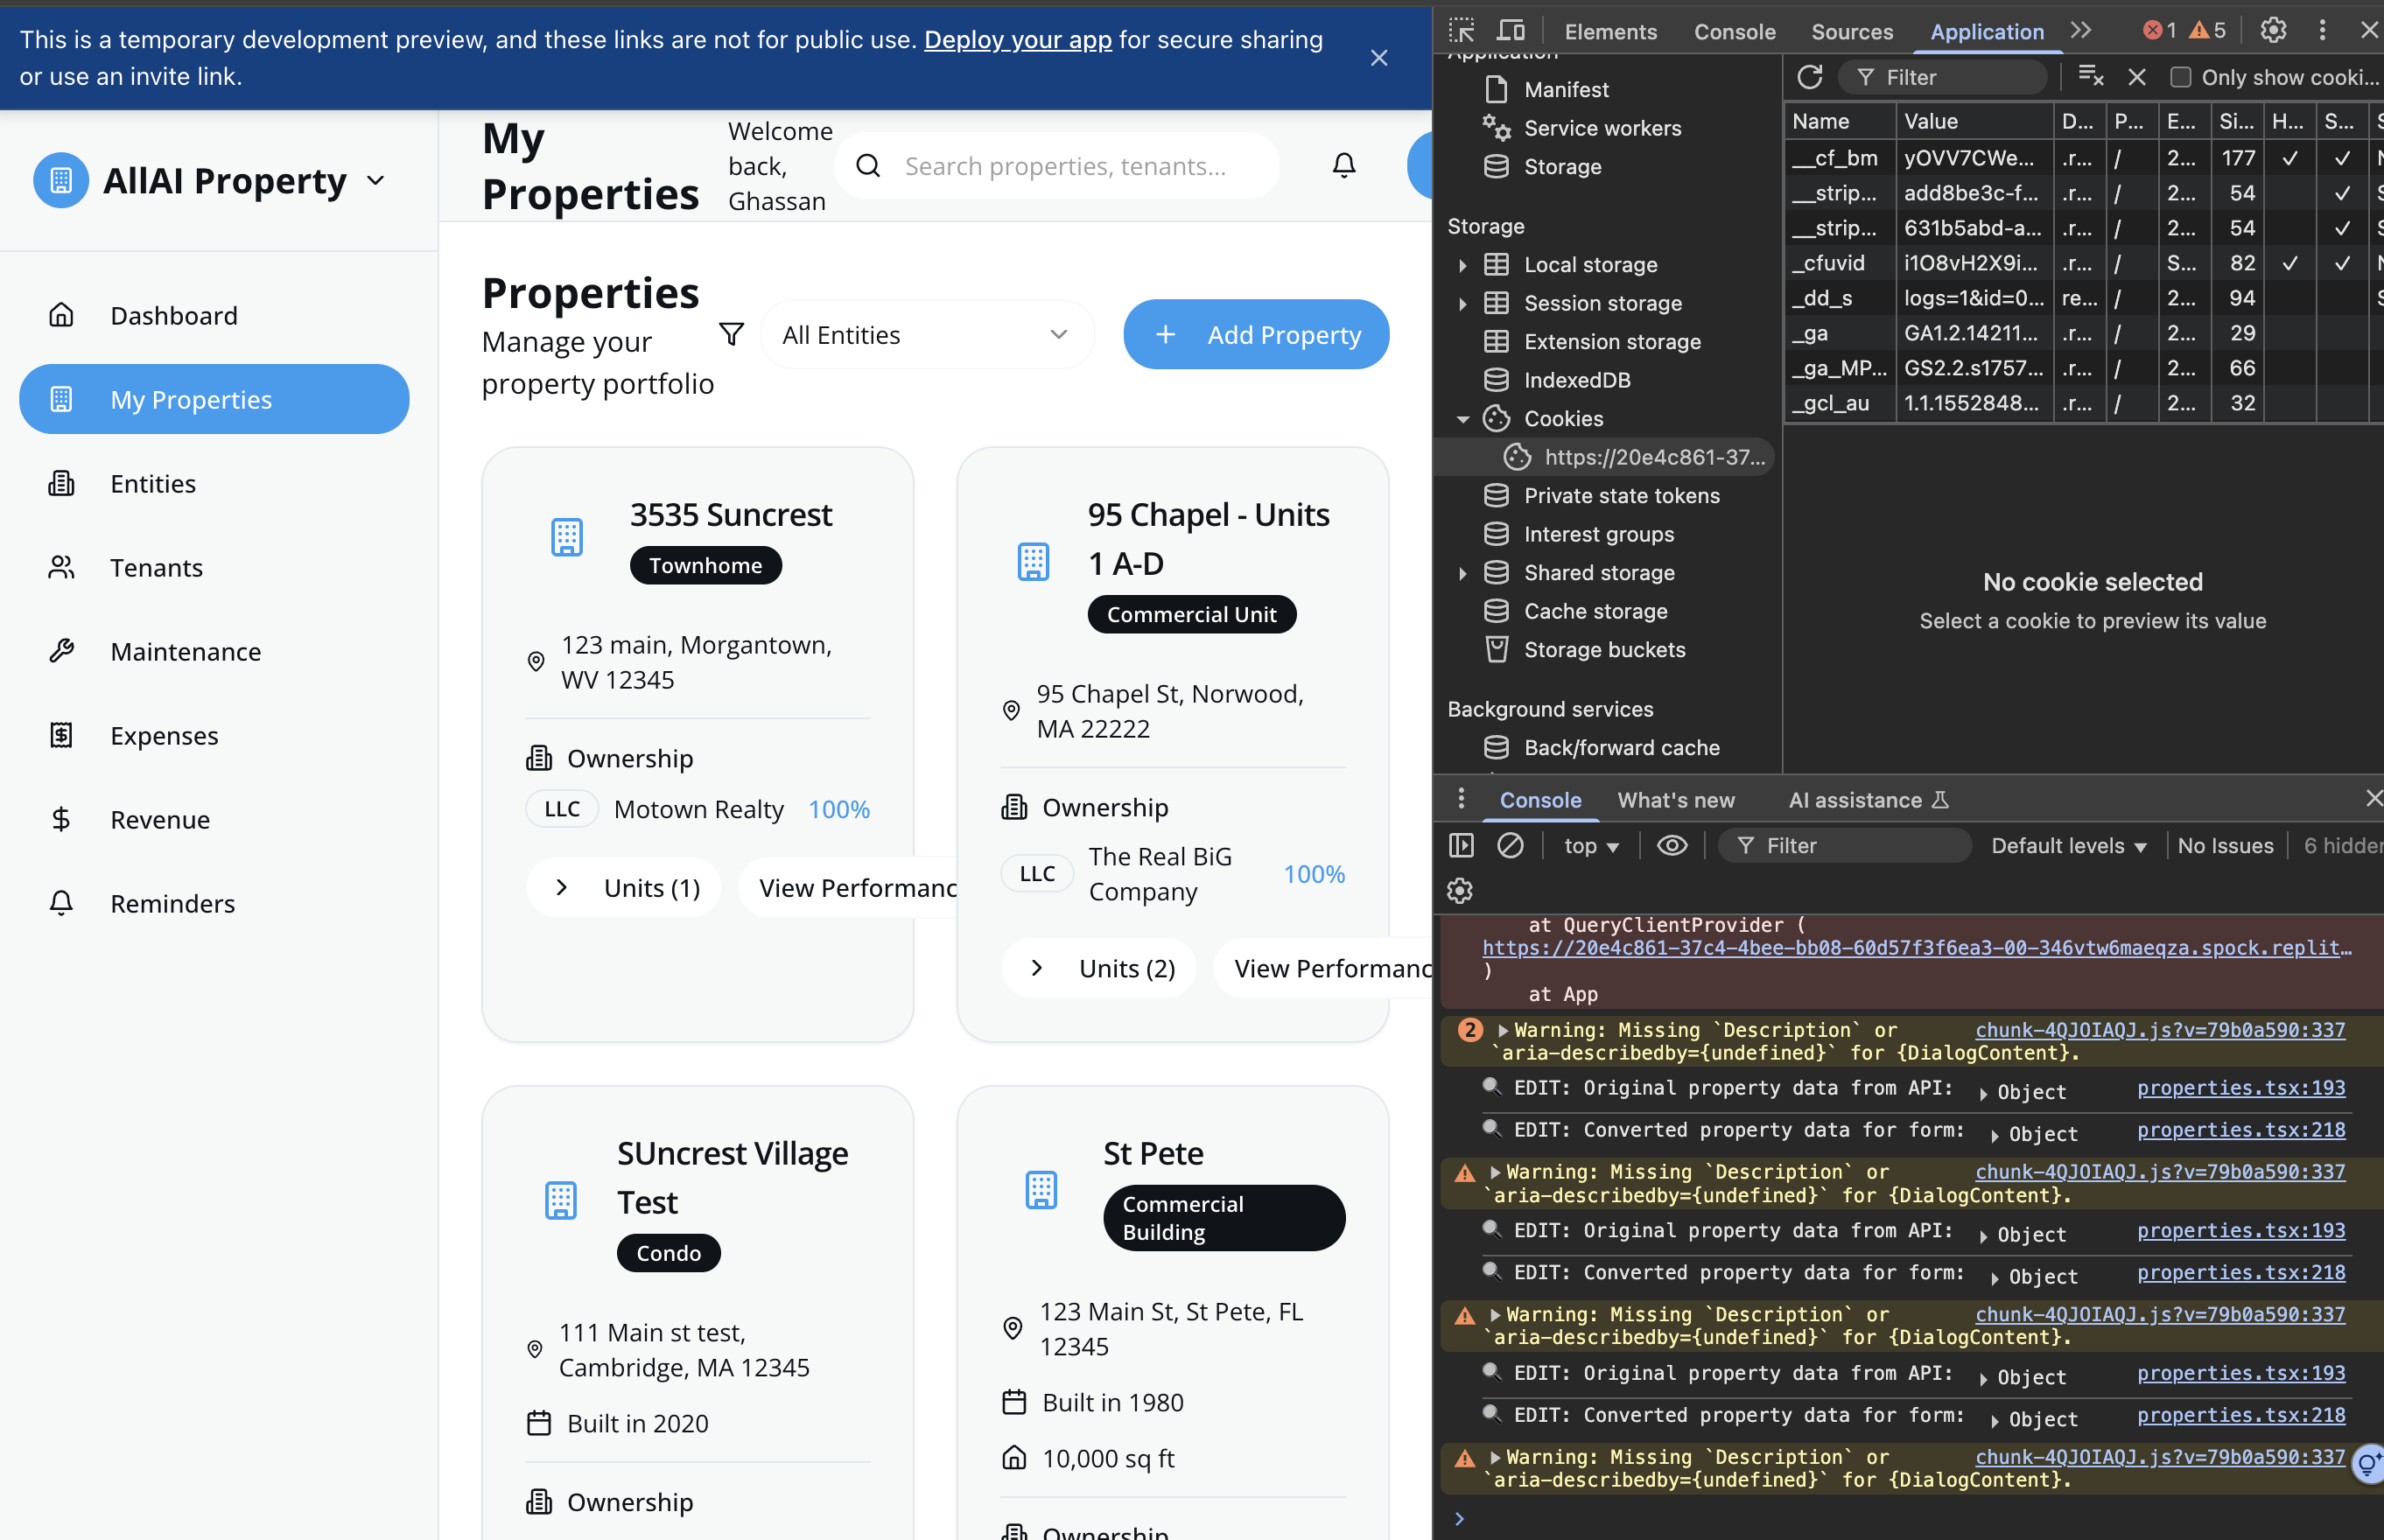 This is a temporary development preview, and these links are not for public use. Deploy your app for secure sharing
or use an invite link.
AllAI Property
Dashboard
My Properties
Entities
Tenants
Maintenance
Expenses
Revenue
Reminders
My
Properties
Welcome
back,
Ghassan
Search properties, tenants...
Properties
Manage your
property portfolio
All Entities
Add Property
3535 Suncrest
Townhome
123 main, Morgantown,
WV 12345
Ownership
LLC Motown Realty 100%
Units (1) View Performanc
95 Chapel - Units
1 A-D
Commercial Unit
95 Chapel St, Norwood,
MA 22222
Ownership
LLC The Real BiG
Company 100%
Units (2) View Performanc
SUncrest Village
Test
Condo
111 Main st test,
Cambridge, MA 12345
Built in 2020
Ownership
St Pete
Commercial
Building
123 Main St, St Pete, FL
12345
Built in 1980
10,000 sq ft
Ownership
Elements Console Sources Application 1 5
Application
Manifest
Service workers
Storage
Storage
Local storage
Session storage
Extension storage
IndexedDB
Cookies
https://20e4c861-37...
Private state tokens
Interest groups
Shared storage
Cache storage
Storage buckets
Background services
Back/forward cache
Filter Only show cooki...
Name Value D... P... E... Si... H... S... S
__cf_bm yOVV7CWe... .r... / 2... 177 ✓ ✓ N
__strip... add8be3c-f... .r... / 2... 54 ✓ S
__strip... 631b5abd-a... .r... / 2... 54 ✓ S
_cfuvid i1O8vH2X9i... .r... / S... 82 ✓ ✓ N
_dd_s logs=1&id=0... re... / 2... 94 S
_ga GA1.2.14211... .r... / 2... 29
_ga_MP... GS2.2.s1757... .r... / 2... 66
_gcl_au 1.1.1552848... .r... / 2... 32
No cookie selected
Select a cookie to preview its value
Console What's new AI assistance
top Filter Default levels No Issues 6 hidden
at QueryClientProvider (
https://20e4c861-37c4-4bee-bb08-60d57f3f6ea3-00-346vtw6maeqza.spock.replit…
)
at App
2 Warning: Missing `Description` or chunk-4QJOIAQJ.js?v=79b0a590:337
`aria-describedby={undefined}` for {DialogContent}.
EDIT: Original property data from API: Object properties.tsx:193
EDIT: Converted property data for form: Object properties.tsx:218
Warning: Missing `Description` or chunk-4QJOIAQJ.js?v=79b0a590:337
`aria-describedby={undefined}` for {DialogContent}.
EDIT: Original property data from API: Object properties.tsx:193
EDIT: Converted property data for form: Object properties.tsx:218
Warning: Missing `Description` or chunk-4QJOIAQJ.js?v=79b0a590:337
`aria-describedby={undefined}` for {DialogContent}.
EDIT: Original property data from API: Object properties.tsx:193
EDIT: Converted property data for form: Object properties.tsx:218
Warning: Missing `Description` or chunk-4QJOIAQJ.js?v=79b0a590:337
`aria-describedby={undefined}` for {DialogContent}.